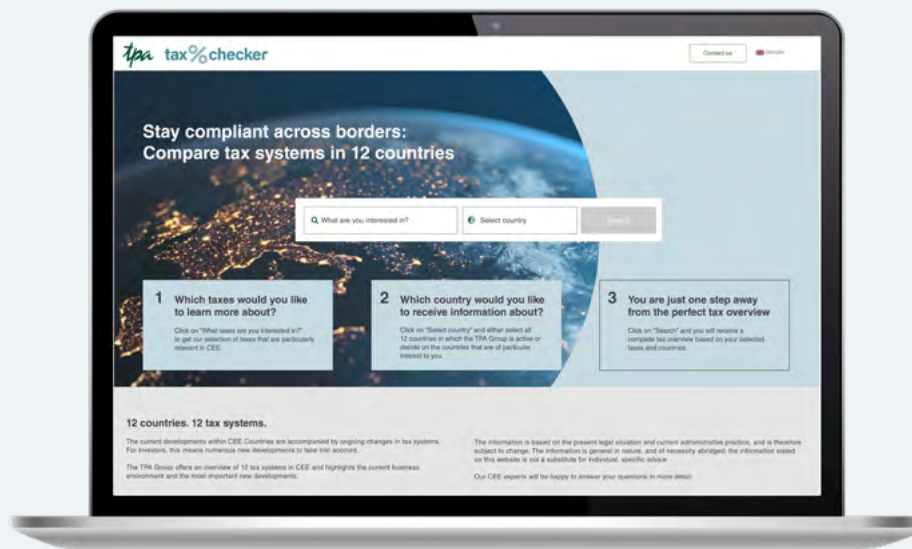 tpa tax%checker
Contact us
ENGLISH
Stay compliant across borders:
Compare tax systems in 12 countries
What are you interested in?
Select country
Search
1 Which taxes would you like
to learn more about?
Click on "What taxes are you interested in?",
to get our selection of taxes that are particularly
relevant in CEE.
2 Which country would you like
to receive information about?
Click on "Select country" and either select all
12 countries in which the TPA Group is active or
decide on the countries that are of particular
interest to you.
3 You are just one step away
from the perfect tax overview
Click on "Search" and you will receive a
complete tax overview based on your selected
taxes and countries.
12 countries. 12 tax systems.
The current developments within CEE Countries are accompanied by ongoing changes in tax systems.
For investors, this means numerous new developments to take into account.
The TPA Group offers an overview of 12 tax systems in CEE and highlights the current business
environment and the most important new developments.
The information is based on the present legal situation and current administrative practice, and is therefore
subject to change. The information is general in nature, and of necessity abridged; the information stated
on this website is not a substitute for individual, specific advice.
Our CEE experts will be happy to answer your questions in more detail.